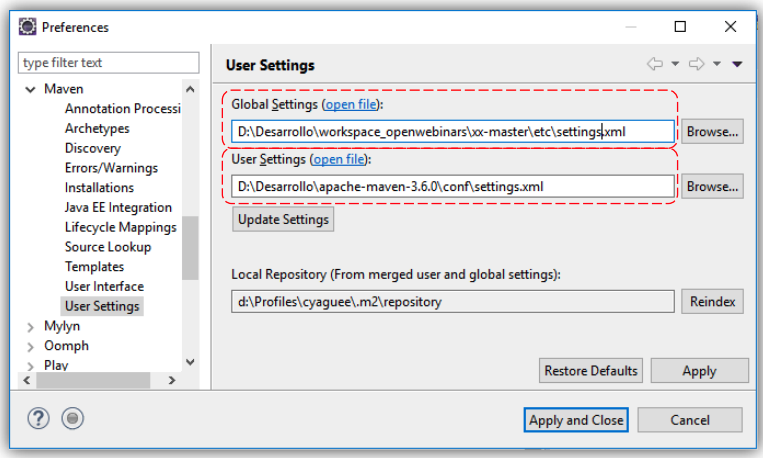 Preferences
type filter text
Maven
Annotation Processi
Archetypes
Discovery
Errors/Warnings
Installations
Java EE Integration
Lifecycle Mappings
Source Lookup
Templates
User Interface
User Settings
Mylyn
Oomph
Play
User Settings
Global Settings (open file):
D:\Desarrollo\workspace_openwebinars\xx-master\etc\settings.xml
Browse...
User Settings (open file):
D:\Desarrollo\apache-maven-3.6.0\conf\settings.xml
Browse...
Update Settings
Local Repository (From merged user and global settings):
d:\Profiles\cyaguee\.m2\repository
Reindex
Restore Defaults
Apply
?
Apply and Close
Cancel